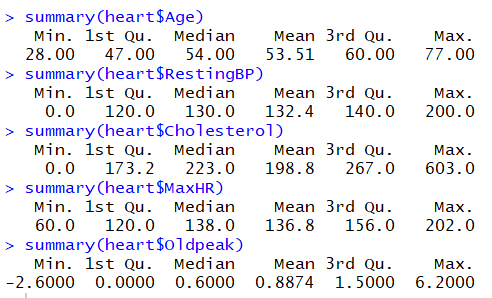 > summary(heart$Age)
Min. 1st Qu. Median Mean 3rd Qu. Max.
28.00 47.00 54.00 53.51 60.00 77.00
> summary(heart$RestingBP)
Min. 1st Qu. Median Mean 3rd Qu. Max.
0.0 120.0 130.0 132.4 140.0 200.0
> summary(heart$Cholesterol)
Min. 1st Qu. Median Mean 3rd Qu. Max.
0.0 173.2 223.0 198.8 267.0 603.0
> summary(heart$MaxHR)
Min. 1st Qu. Median Mean 3rd Qu. Max.
60.0 120.0 138.0 136.8 156.0 202.0
> summary(heart$Oldpeak)
Min. 1st Qu. Median Mean 3rd Qu. Max.
-2.6000 0.0000 0.6000 0.8874 1.5000 6.2000